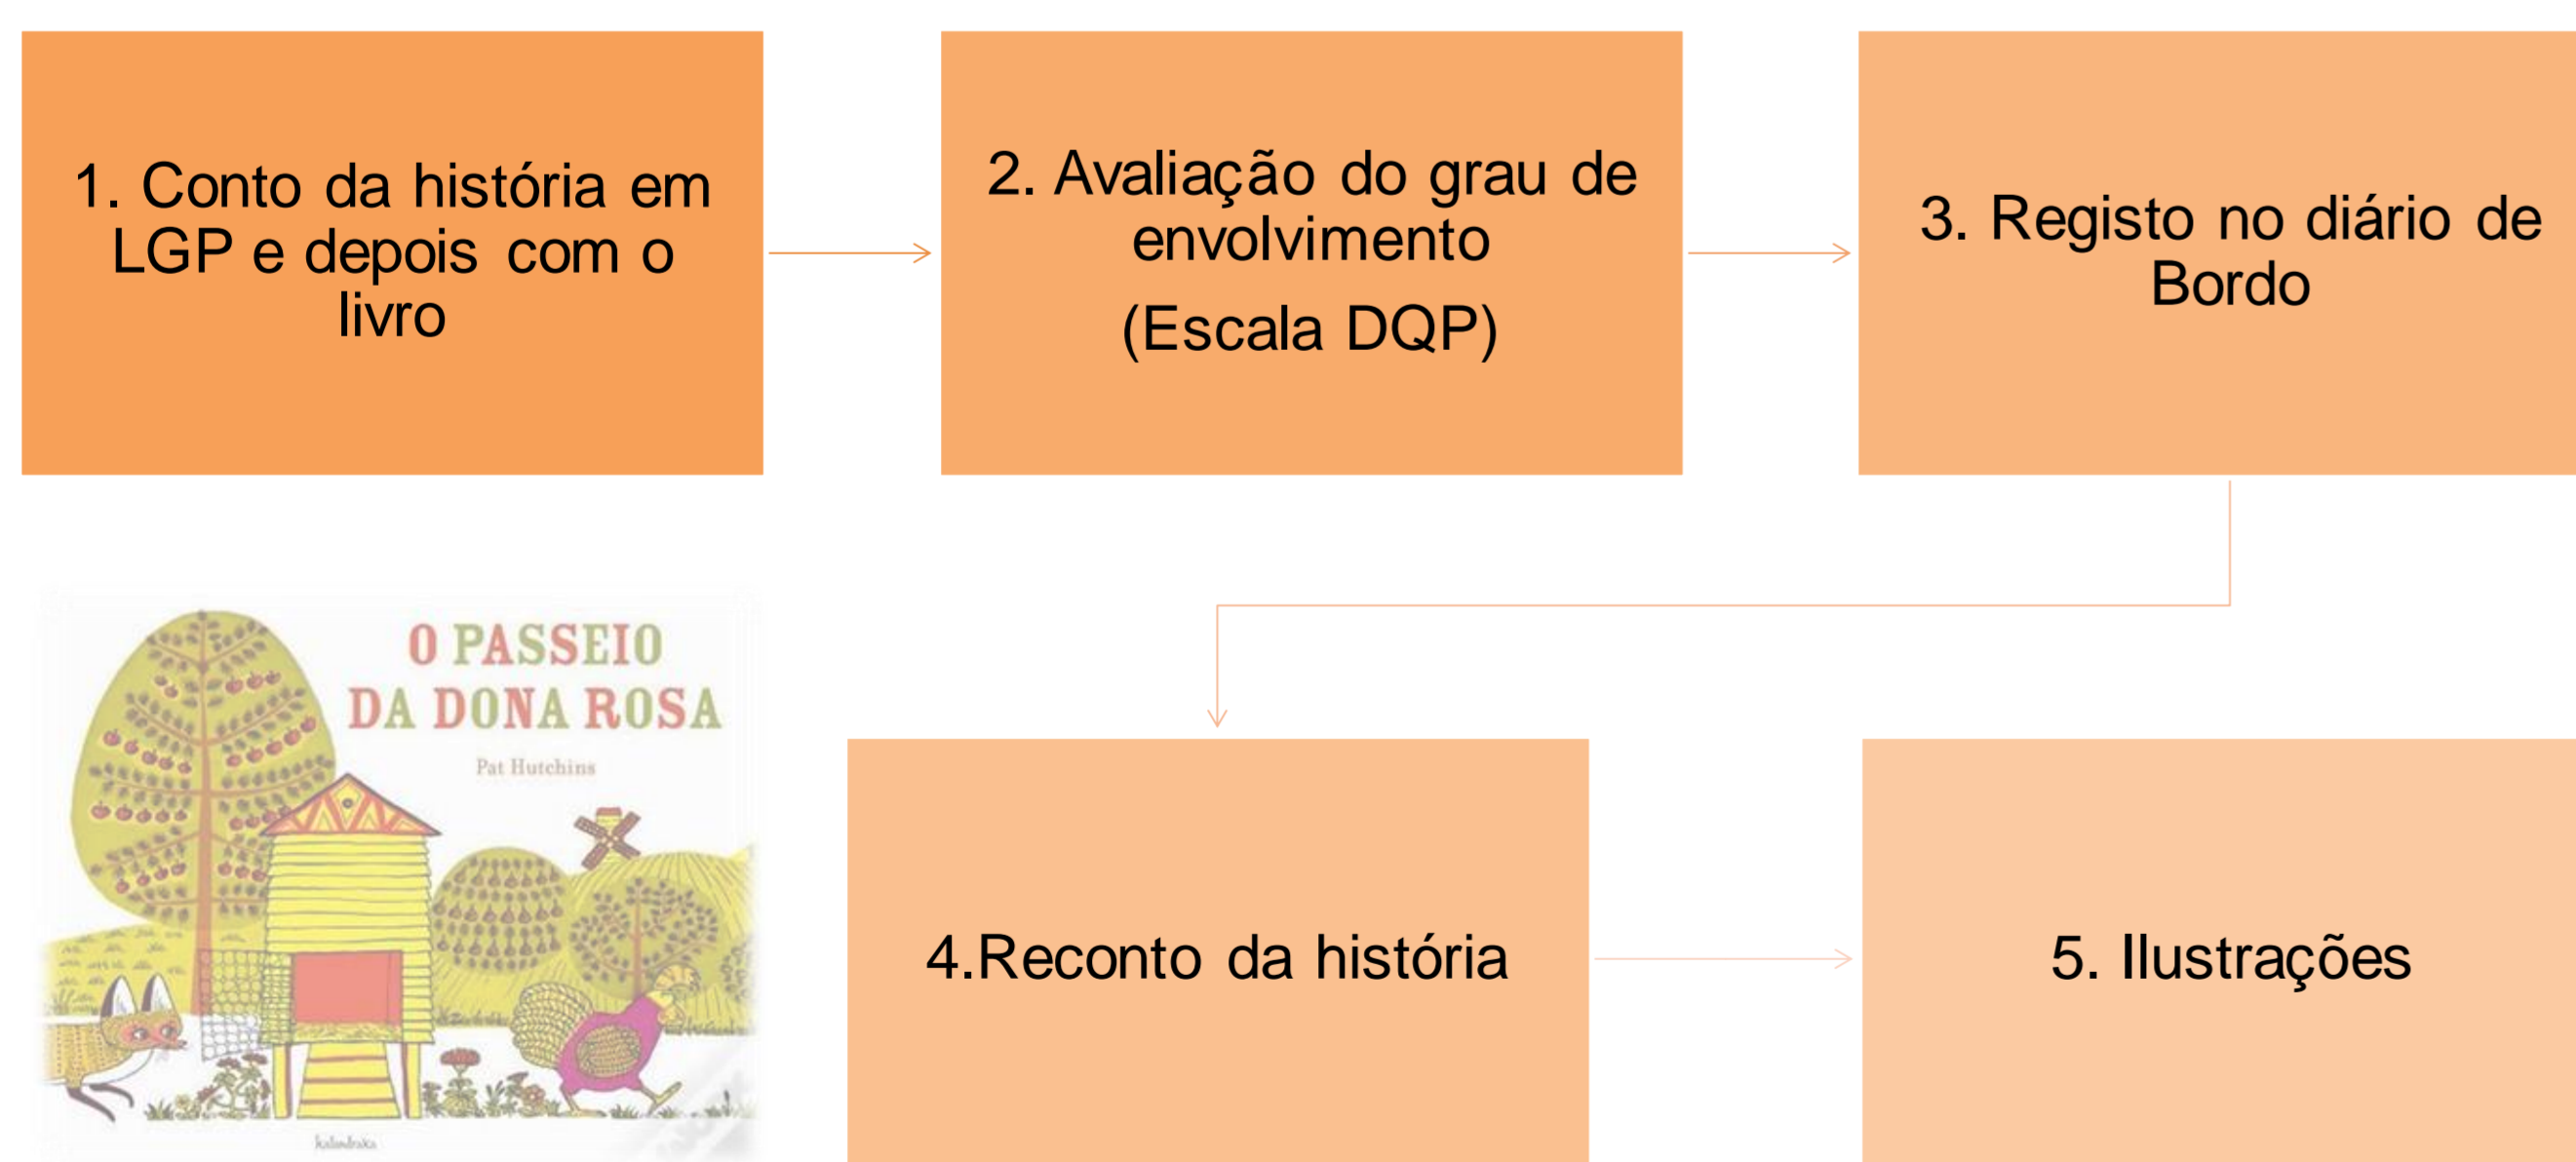 1. Conto da história em
LGP e depois com o
livro
2. Avaliação do grau de
envolvimento
(Escala DQP)
3. Registo no diário de
Bordo
O PASSEIO
DA DONA ROSA
Pat Hutchins
kalandraka
4.Reconto da história
5. Ilustrações